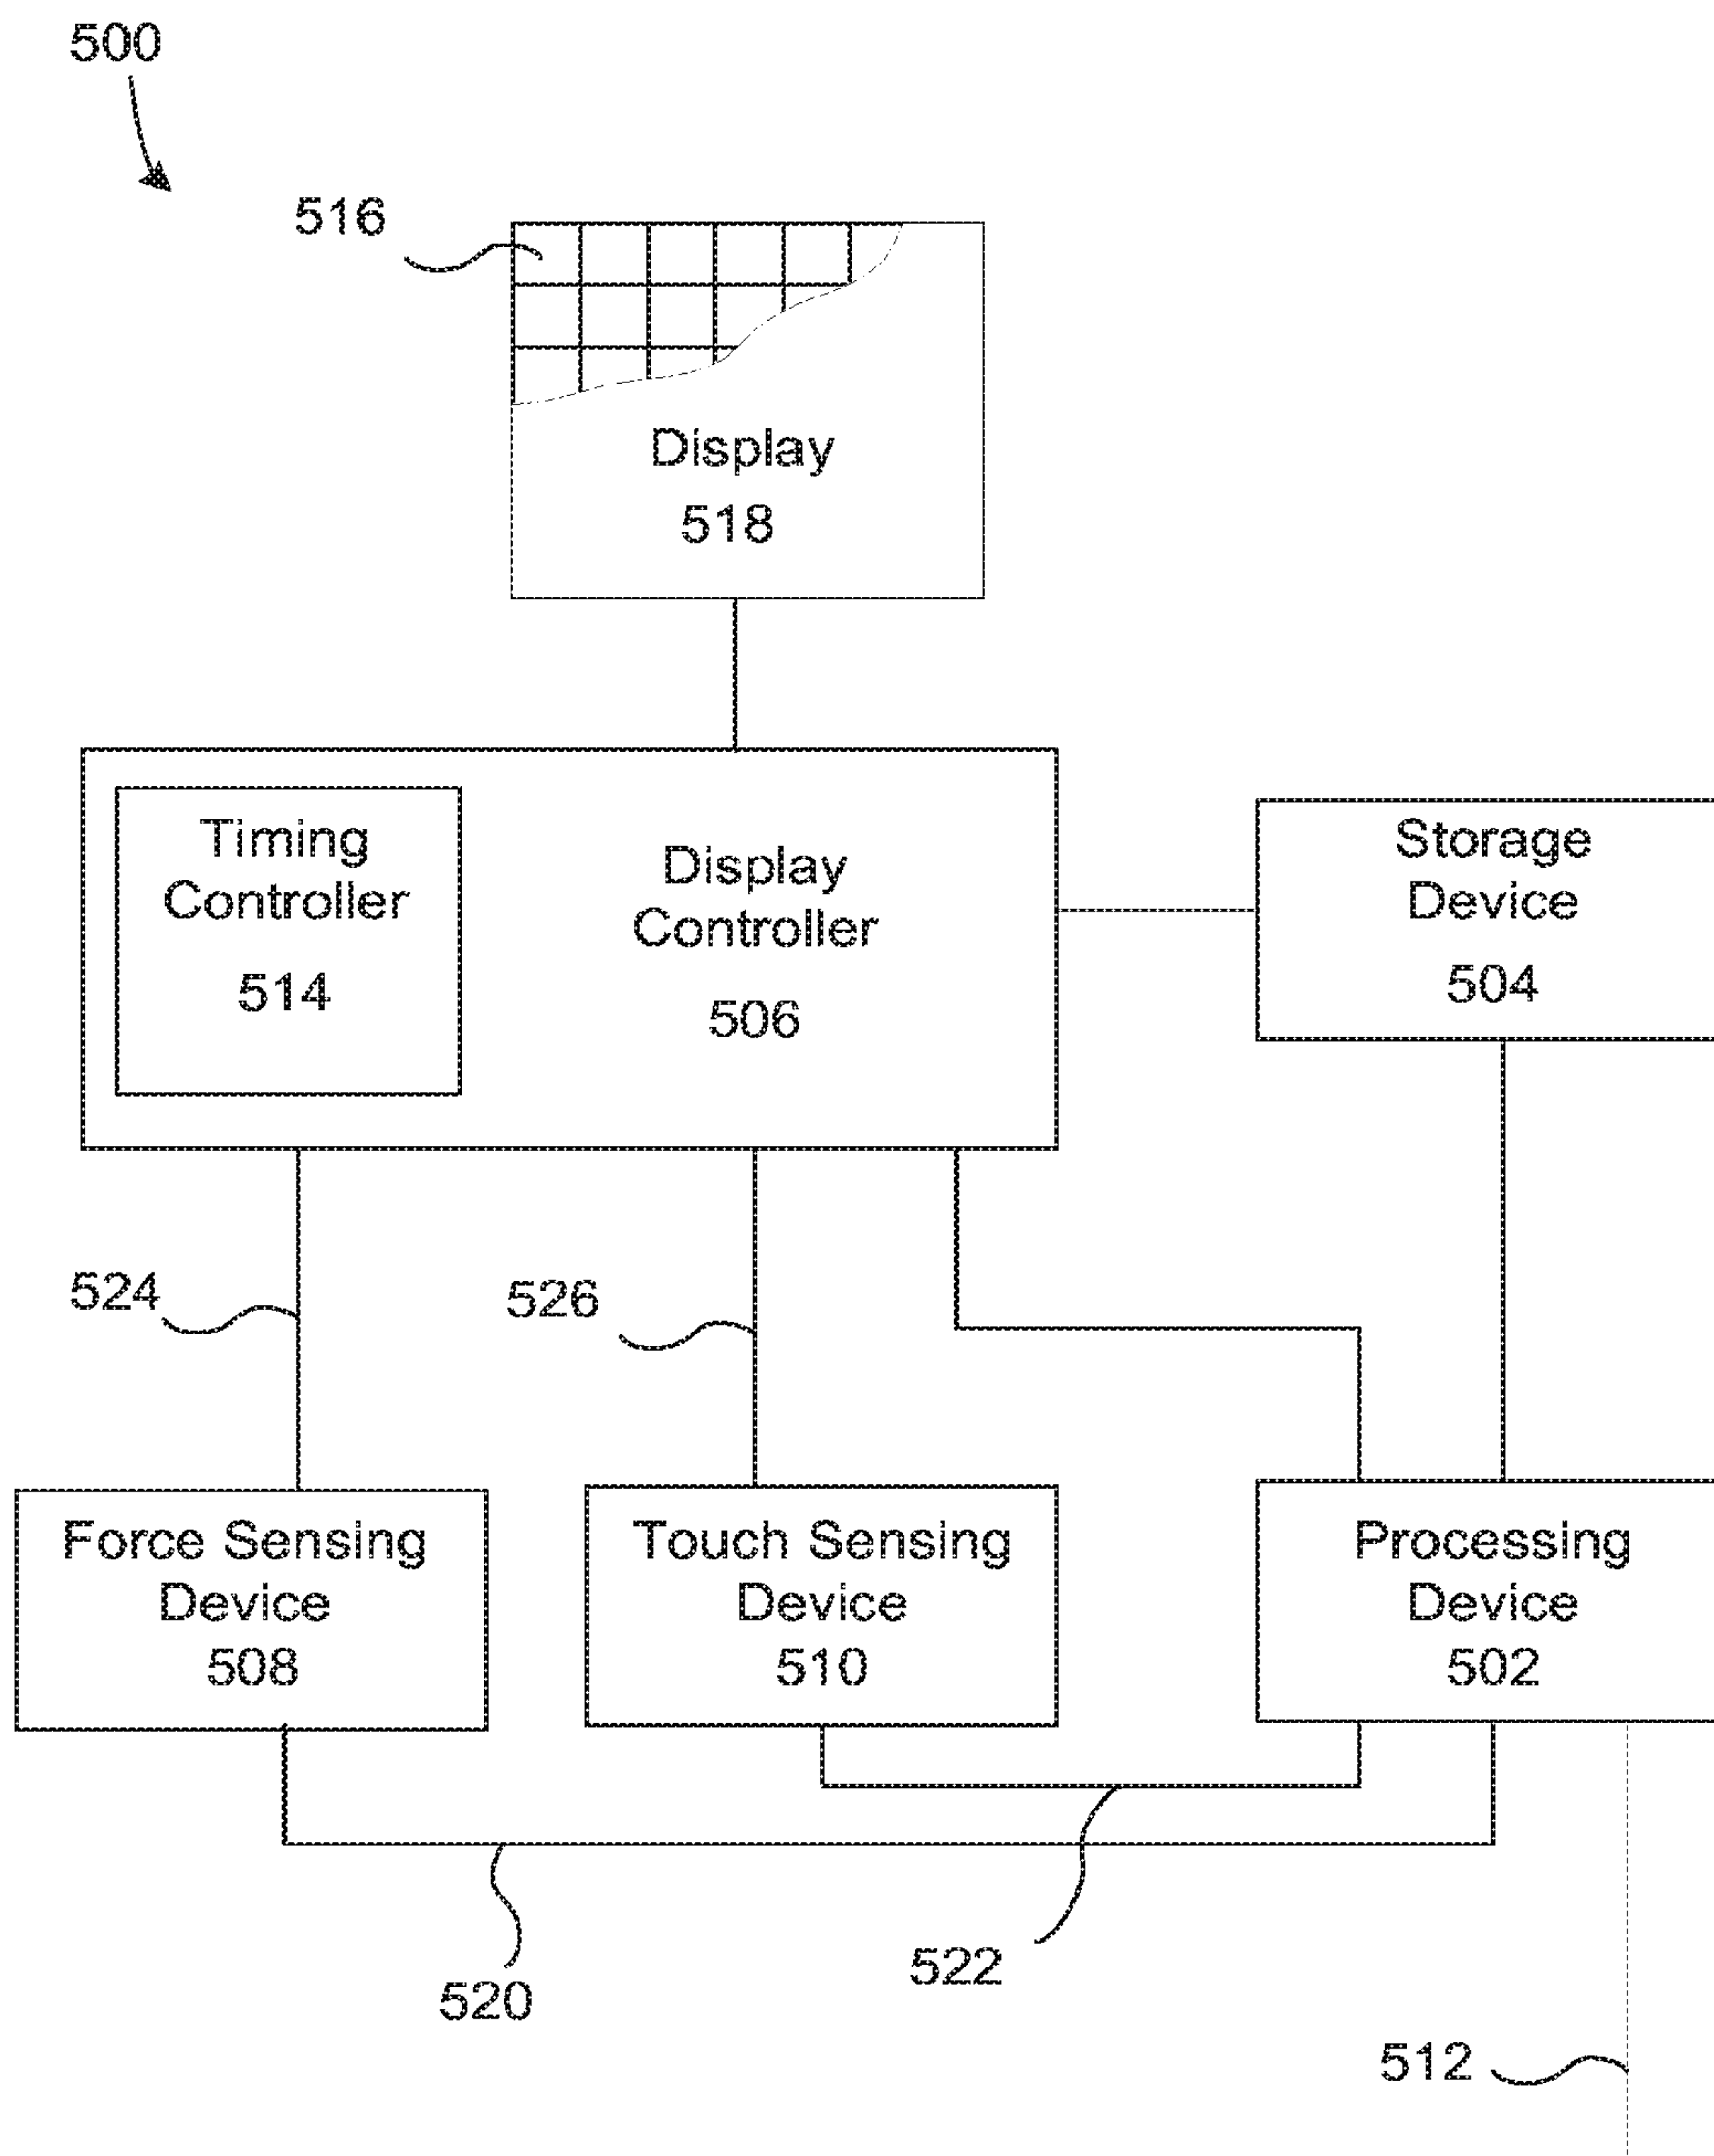 500
516
Display
518
Timing
Controller
514
Display
Controller
506
Storage
Device
504
524
526
Force Sensing
Device
508
Touch Sensing
Device
510
Processing
Device
502
522
520
512